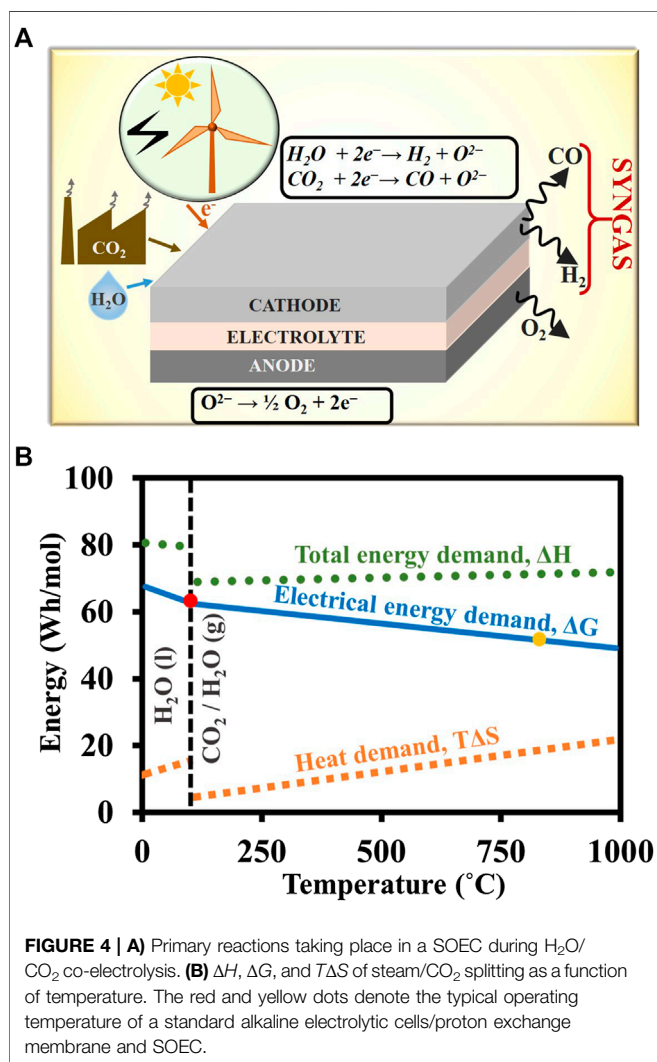 A
H₂O + 2e⁻→ H₂ + O²⁻
CO₂ + 2e⁻→ CO + O²⁻
CO
SYNGAS
e⁻
CO₂
H₂O
H₂
CATHODE
ELECTROLYTE
O₂
ANODE
O²⁻ → ½ O₂ + 2e⁻
B
100
80
60
40
20
0
Energy (Wh/mol)
Total energy demand, ΔH
Electrical energy demand, ΔG
H₂O (l)
CO₂ / H₂O (g)
Heat demand, TΔS
0
250
500
750
1000
Temperature (˚C)
FIGURE 4 | A) Primary reactions taking place in a SOEC during H₂O/
CO₂ co-electrolysis. (B) ΔH, ΔG, and TΔS of steam/CO₂ splitting as a function
of temperature. The red and yellow dots denote the typical operating
temperature of a standard alkaline electrolytic cells/proton exchange
membrane and SOEC.